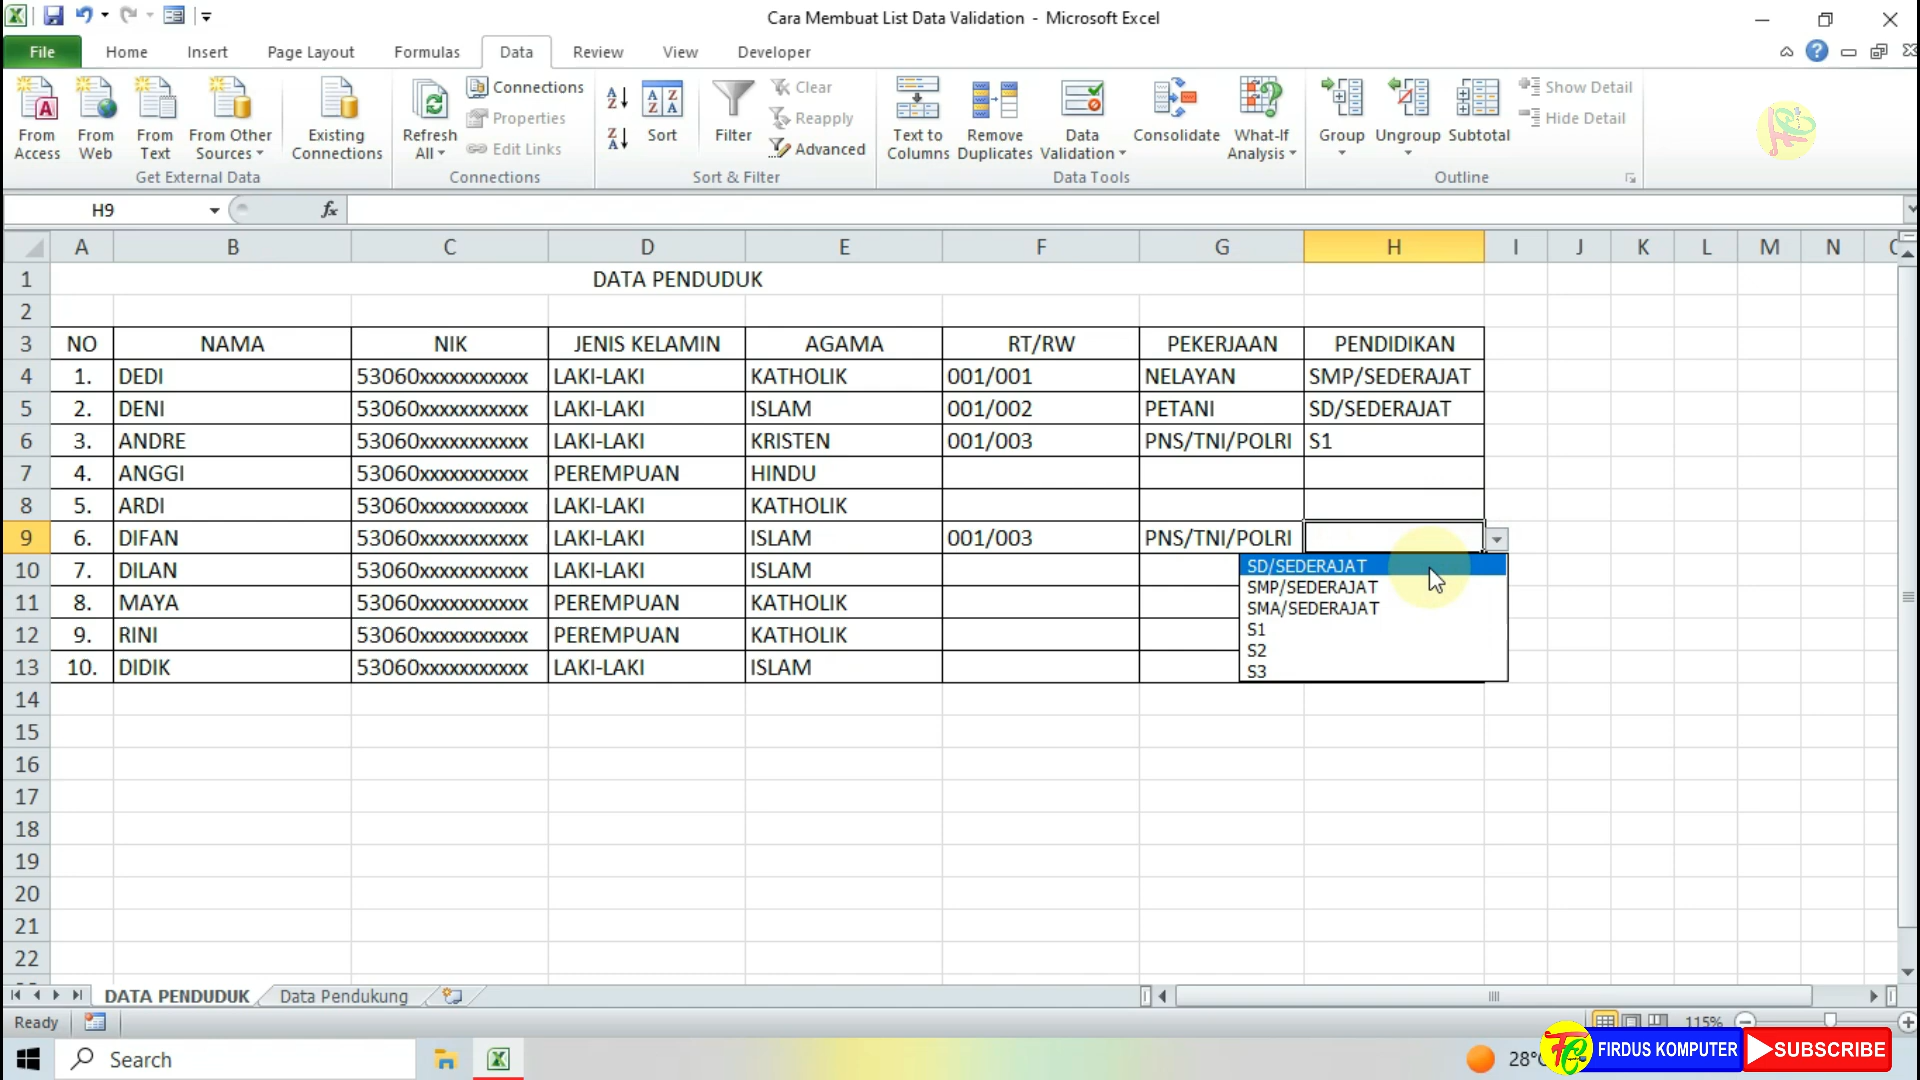 Cara Membuat List Data Validation - Microsoft Excel
File Home Insert Page Layout Formulas Data Review View Developer
From Access
From Web
From Text
From Other Sources
Existing Connections
Get External Data
Refresh All
Connections
Properties
Edit Links
Connections
Sort
Filter
Clear
Reapply
Advanced
Sort & Filter
Text to Columns
Remove Duplicates
Data Validation
Consolidate
What-If Analysis
Data Tools
Group
Ungroup
Subtotal
Show Detail
Hide Detail
Outline
H9 fx
A B C D E F G H I J K L M N
1 DATA PENDUDUK
2
3 NO NAMA NIK JENIS KELAMIN AGAMA RT/RW PEKERJAAN PENDIDIKAN
4 1. DEDI 53060xxxxxxxxxxx LAKI-LAKI KATHOLIK 001/001 NELAYAN SMP/SEDERAJAT
5 2. DENI 53060xxxxxxxxxxx LAKI-LAKI ISLAM 001/002 PETANI SD/SEDERAJAT
6 3. ANDRE 53060xxxxxxxxxxx LAKI-LAKI KRISTEN 001/003 PNS/TNI/POLRI S1
7 4. ANGGI 53060xxxxxxxxxxx PEREMPUAN HINDU
8 5. ARDI 53060xxxxxxxxxxx LAKI-LAKI KATHOLIK
9 6. DIFAN 53060xxxxxxxxxxx LAKI-LAKI ISLAM 001/003 PNS/TNI/POLRI
10 7. DILAN 53060xxxxxxxxxxx LAKI-LAKI ISLAM
11 8. MAYA 53060xxxxxxxxxxx PEREMPUAN KATHOLIK
12 9. RINI 53060xxxxxxxxxxx PEREMPUAN KATHOLIK
13 10. DIDIK 53060xxxxxxxxxxx LAKI-LAKI ISLAM
SD/SEDERAJAT
SMP/SEDERAJAT
SMA/SEDERAJAT
S1
S2
S3
14
15
16
17
18
19
20
21
22
DATA PENDUDUK Data Pendukung
Ready 115%
Search 28°C
FIRDUS KOMPUTER SUBSCRIBE